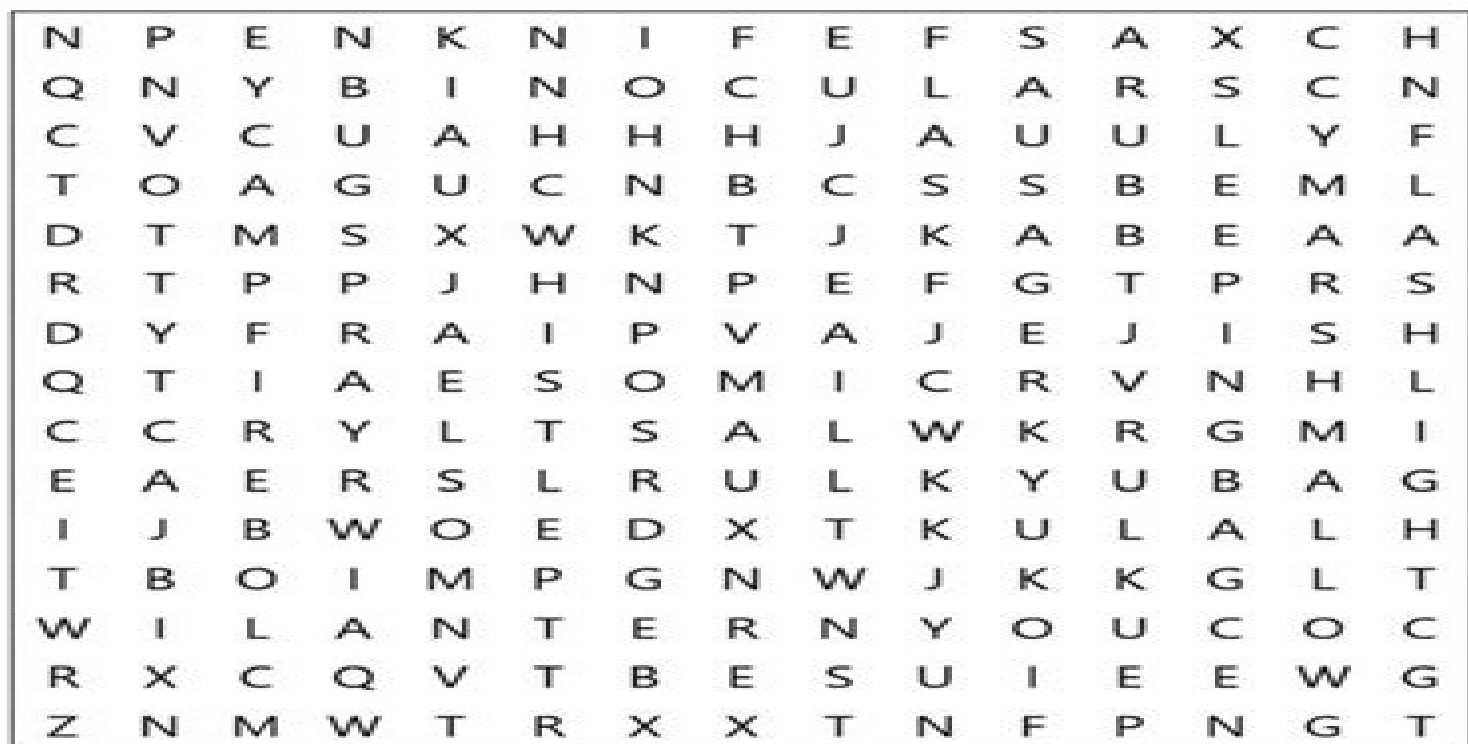 N P E N K N I F E F S A X C H
Q N Y B I N O C U L A R S C N
C V C U A H H H J A U U L Y F
T O A G U C N B C S S B E M L
D T M S X W K T J K A B E A A
R T P P J H N P E F G T P R S
D Y F R A I P V A J E J I S H
Q T I A E S O M I C R V N H L
C C R Y L T S A L W K R G M I
E A E R S L R U L K Y U B A G
I J B W O E D X T K U L A L H
T B O I M P G N W J K K G L T
W I L A N T E R N Y O U C O C
R X C Q V T B E S U I E E W G
Z N M W T R X X T N F P N G T